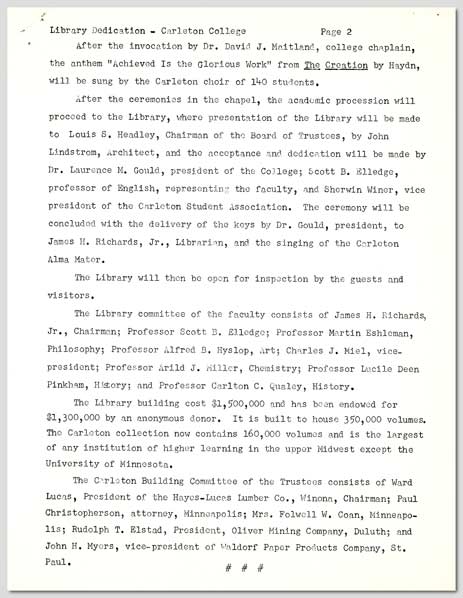 Library Dedication - Carleton College Page 2
After the invocation by Dr. David J. Maitland, college chaplain,
the anthem "Achieved Is the Glorious Work" from The Creation by Haydn,
will be sung by the Carleton choir of 140 students.
After the ceremonies in the chapel, the academic procession will
proceed to the Library, where presentation of the Library will be made
to Louis S. Headley, Chairman of the Board of Trustees, by John
Lindstrom, Architect, and the acceptance and dedication will be made by
Dr. Laurence M. Gould, president of the College; Scott B. Elledge,
professor of English, representing the faculty, and Sherwin Winer, vice
president of the Carleton Student Association. The ceremony will be
concluded with the delivery of the keys by Dr. Gould, president, to
James H. Richards, Jr., Librarian, and the singing of the Carleton
Alma Mater.
The Library will then be open for inspection by the guests and
visitors.
The Library committee of the faculty consists of James H. Richards,
Jr., Chairman; Professor Scott B. Elledge; Professor Martin Eshleman,
Philosophy; Professor Alfred B. Hyslop, Art; Charles J. Miel, vice-
president; Professor Arild J. Miller, Chemistry; Professor Lucile Deen
Pinkham, History; and Professor Carlton C. Qualey, History.
The Library building cost $1,500,000 and has been endowed for
$1,300,000 by an anonymous donor. It is built to house 350,000 volumes.
The Carleton collection now contains 160,000 volumes and is the largest
of any institution of higher learning in the upper Midwest except the
University of Minnesota.
The Carleton Building Committee of the Trustees consists of Ward
Lucas, President of the Hayes-Lucas Lumber Co., Winona, Chairman; Paul
Christopherson, attorney, Minneapolis; Mrs. Folwell W. Coan, Minneapo-
lis; Rudolph T. Elstad, President, Oliver Mining Company, Duluth; and
John H. Myers, vice-president of Waldorf Paper Products Company, St.
Paul.
# # #